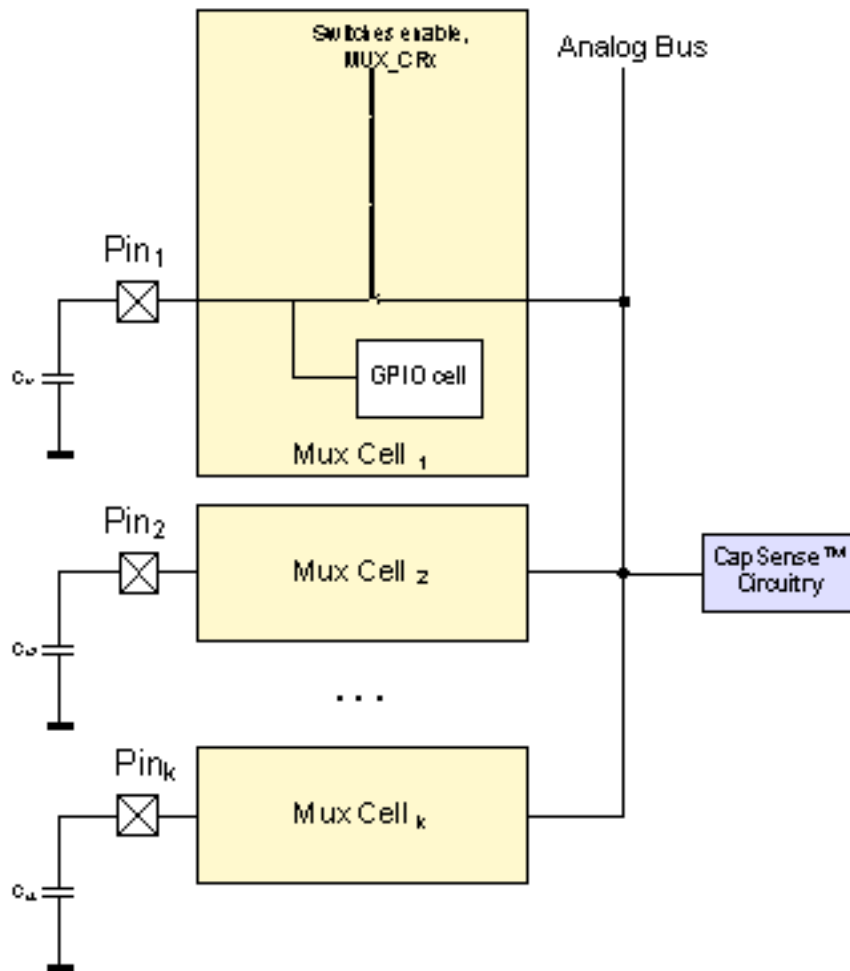 Switches enable,
MUX_CRx
Analog Bus
Pin1
GPIO cell
Mux Cell 1
Pin2
Mux Cell 2
CapSense™
Circuitry
. . .
Pink
Mux Cell k